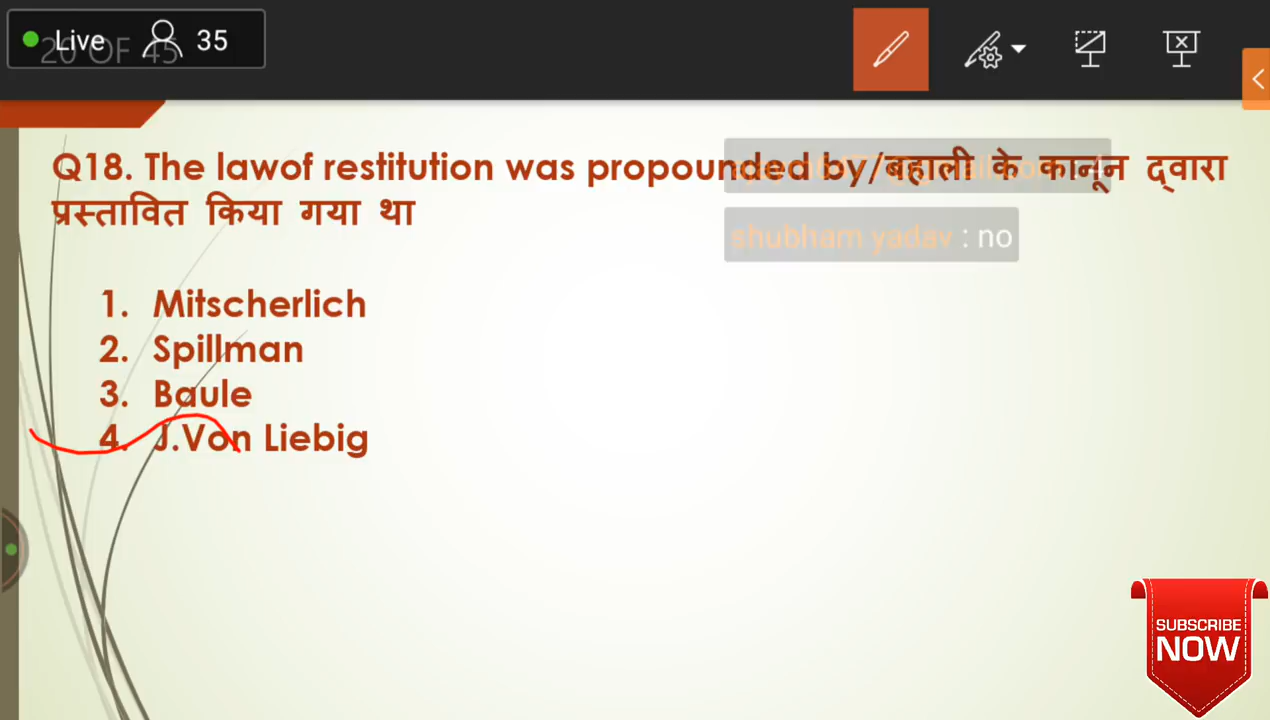 Live 35
20 OF 45
Q18. The lawof restitution was propounded by/बहाली के कानून द्वारा
प्रस्तावित किया गया था
shubham yadav : no
1. Mitscherlich
2. Spillman
3. Baule
4. J.Von Liebig
SUBSCRIBE
NOW